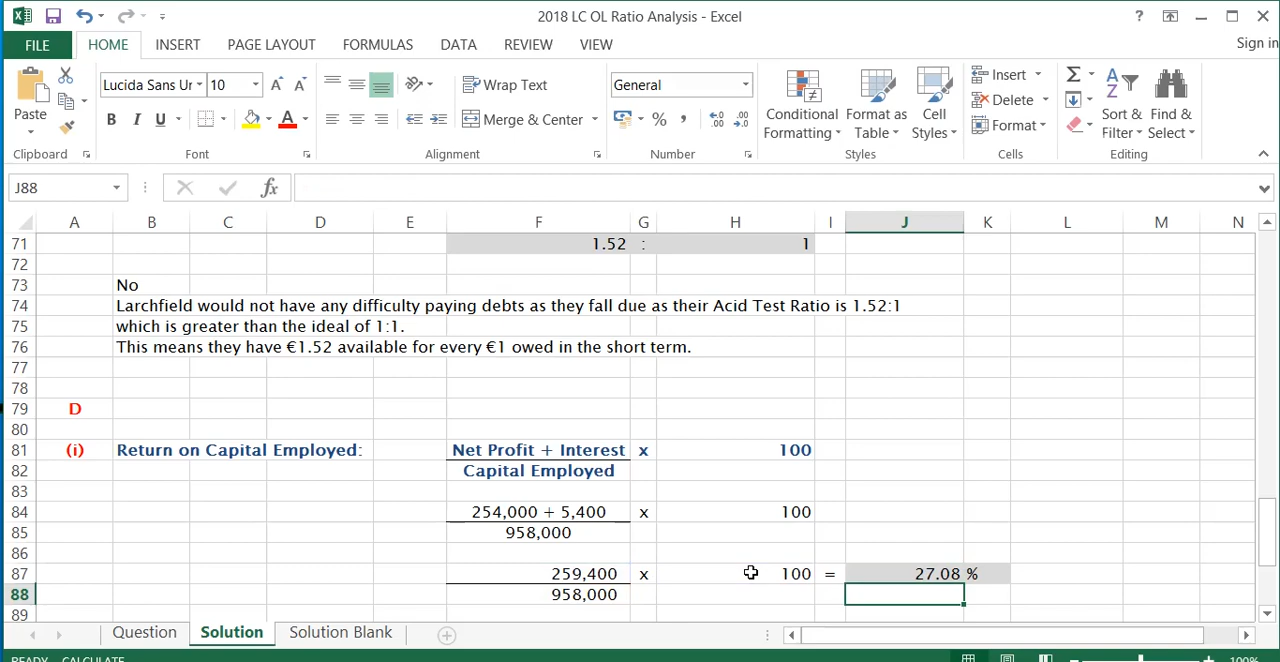 2018 LC OL Ratio Analysis - Excel
?
Sign in
FILE HOME INSERT PAGE LAYOUT FORMULAS DATA REVIEW VIEW
Lucida Sans Ur 10 Wrap Text General Insert
Paste B I U Merge & Center % Conditional Formatting Format as Table Cell Styles Delete Format Sort & Filter Find & Select
Clipboard Font Alignment Number Styles Cells Editing
J88 fx
A B C D E F G H I J K L M N
71 1.52 : 1
72
73 No
74 Larchfield would not have any difficulty paying debts as they fall due as their Acid Test Ratio is 1.52:1
75 which is greater than the ideal of 1:1.
76 This means they have €1.52 available for every €1 owed in the short term.
77
78
79 D
80
81 (i) Return on Capital Employed: Net Profit + Interest x 100
82 Capital Employed
83
84 254,000 + 5,400 x 100
85 958,000
86
87 259,400 x 100 = 27.08 %
88 958,000
89
Question Solution Solution Blank
READY CALCULATE 100%